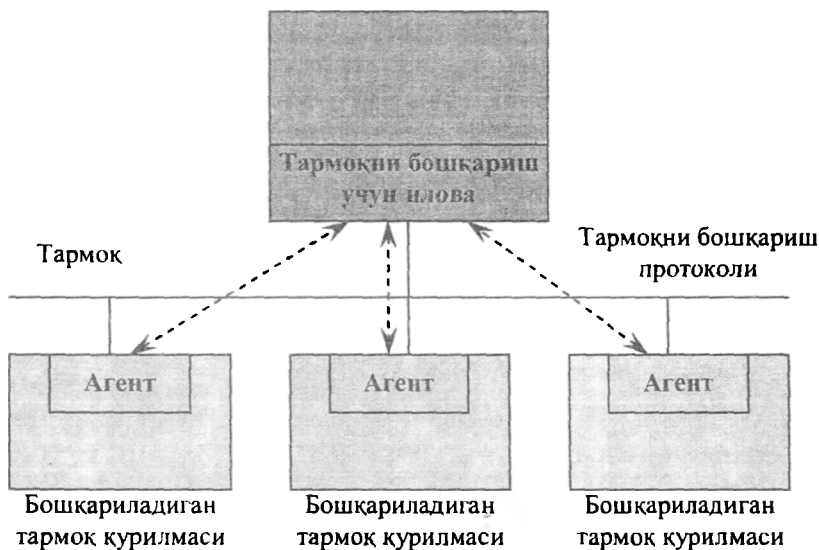 Тармоқни бошқариш
учун илова
Тармоқ
Тармоқни бошқариш
протоколи
Агент
Агент
Агент
Бошқариладиган
тармоқ қурилмаси
Бошқариладиган
тармоқ қурилмаси
Бошқариладиган
тармоқ қурилмаси